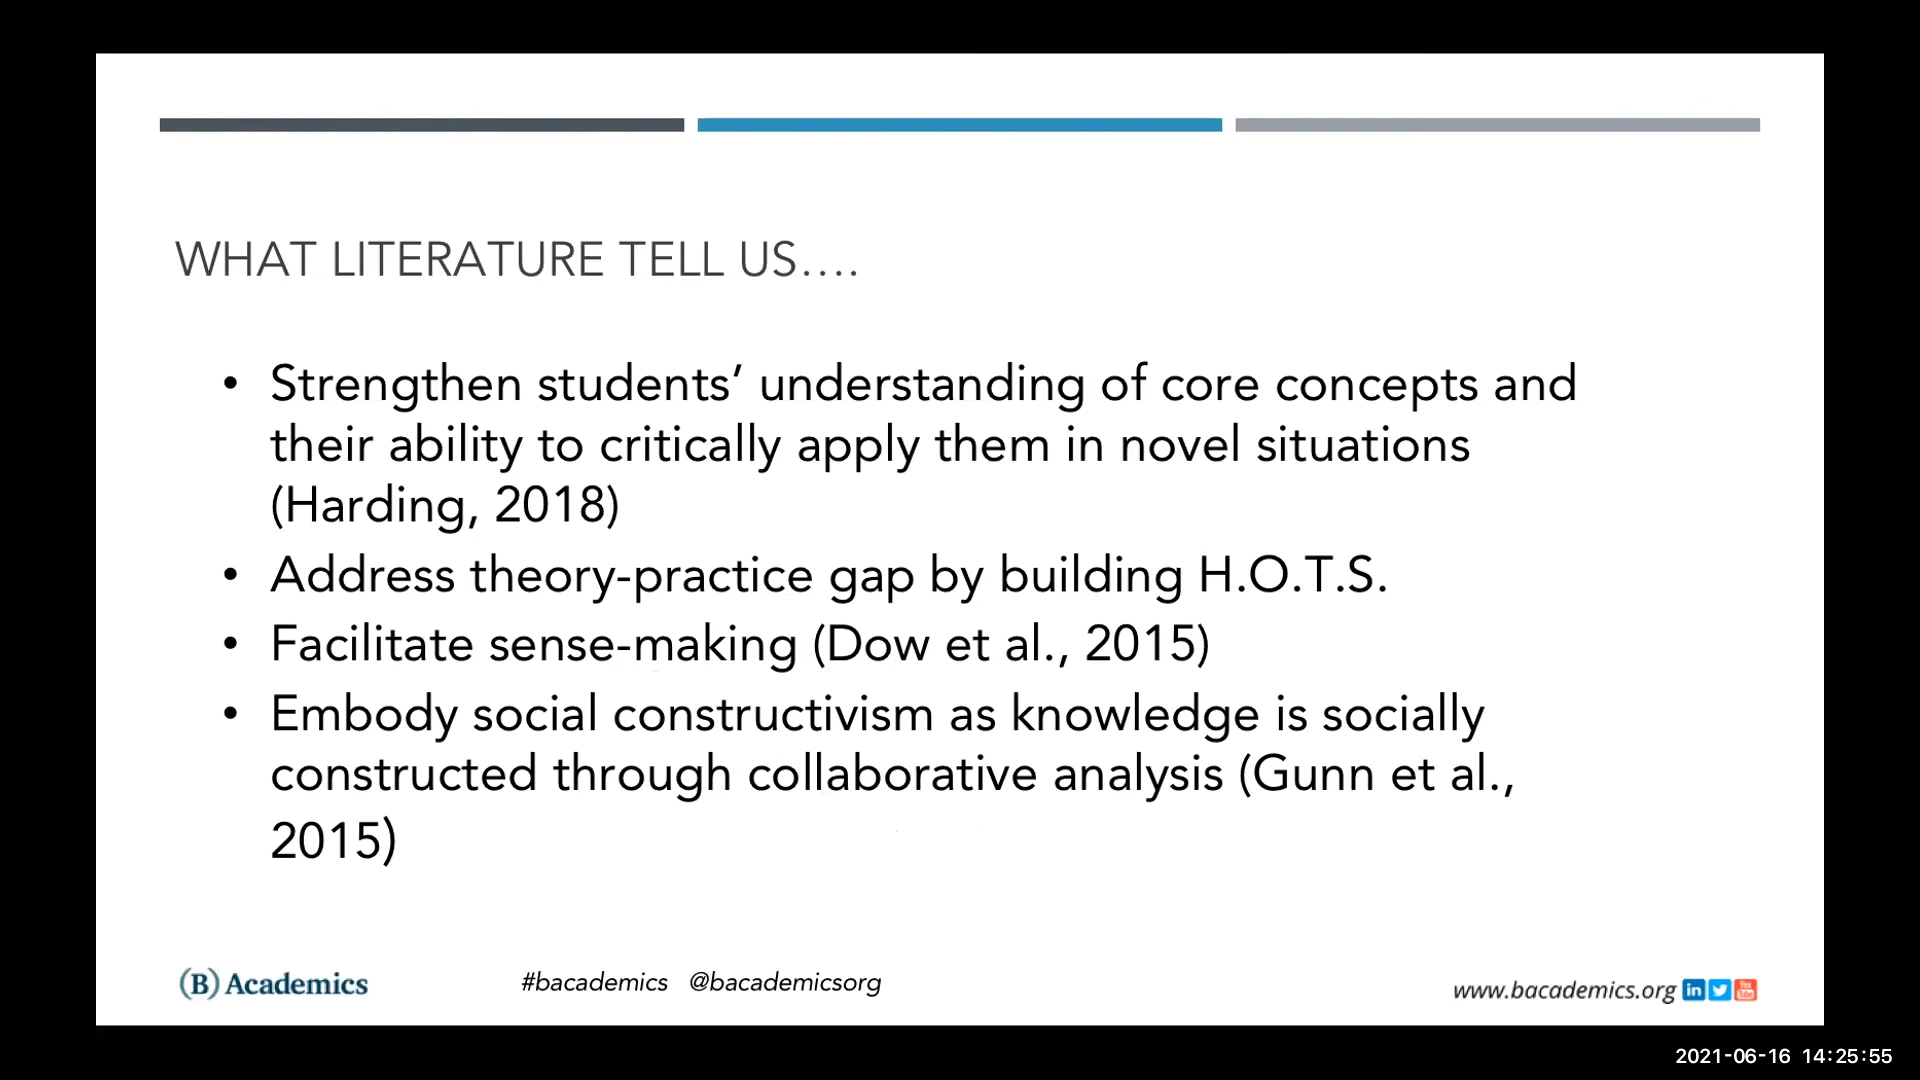 WHAT LITERATURE TELL US….
• Strengthen students’ understanding of core concepts and
their ability to critically apply them in novel situations
(Harding, 2018)
• Address theory-practice gap by building H.O.T.S.
• Facilitate sense-making (Dow et al., 2015)
• Embody social constructivism as knowledge is socially
constructed through collaborative analysis (Gunn et al.,
2015)
(B) Academics
#bacademics @bacademicsorg
www.bacademics.org in You Tube
2021-06-16 14:25:55